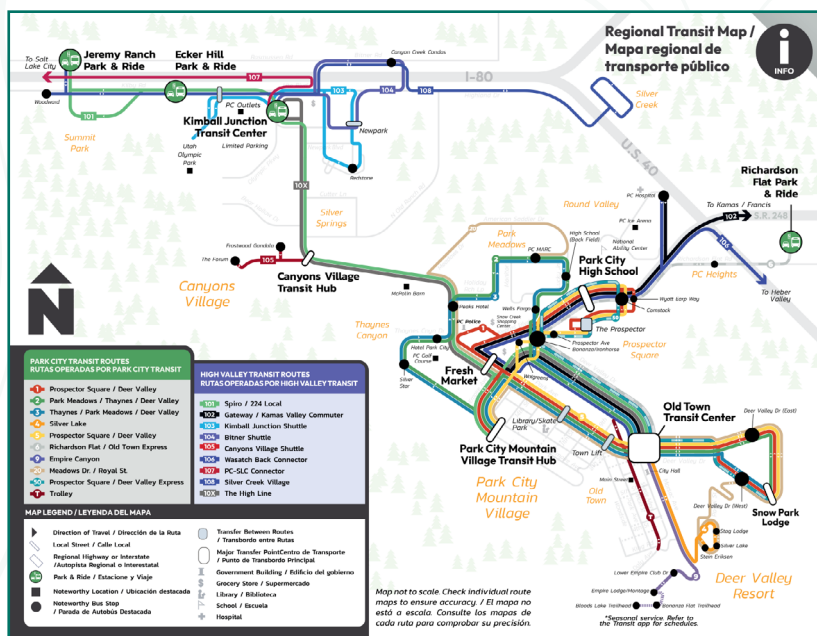 Regional Transit Map /
Mapa regional de
transporte público
i
INFO
To Salt
Lake City
Jeremy Ranch
Park & Ride
Ecker Hill
Park & Ride
Canyon Creek Condos
107
I-80
Woodward
101
PC Outlets
103
104
108
Silver
Creek
Kimball Junction
Transit Center
Limited Parking
Newpark
Summit
Park
Utah
Olympic
Park
Redstone
U.S. 40
Richardson
Flat Park
& Ride
10X
Silver
Springs
Round Valley
PC Hospital
To Kamas / Francis
102
S.R. 248
PC Ice Arena
National
Ability Center
High School
(Back Field)
Park
Meadows
PC MARC
Frostwood Gondola
The Forum
105
Canyons Village
Transit Hub
Canyons
Village
Park City
High School
106
PC Heights
To Heber
Valley
McPolin Barn
Hooks Hotel
Wells Fargo
Wyatt Earp Way
Comstock
Thaynes
Canyon
PC Police
Snow Creek
Shopping
Center
The Prospector
Prospector
Square
Prospector Ave
Bonanza/Ironhorse
Hotel Park City
PC Golf
Course
Fresh
Market
Walgreens
Silver
Star
N
Library/Skate
Park
Old Town
Transit Center
Deer Valley Dr (East)
Park City Mountain
Village Transit Hub
Town Lift
City Hall
Park City
Mountain
Village
Main Street
Old
Town
Deer Valley Dr (West)
Snow Park
Lodge
Stag Lodge
Silver Lake
Stein Eriksen
Lower Empire Club Dr
9
Deer Valley
Resort
Empire Lodge/Montage
Bloods Lake Trailhead
Bonanza Flat Trailhead
*Seasonal service. Refer to
the Transit app for schedules.
Map not to scale. Check individual route
maps to ensure accuracy. / El mapa no
está a escala. Consulte los mapas de
cada ruta para comprobar su precisión.
PARK CITY TRANSIT ROUTES
RUTAS OPERADAS POR PARK CITY TRANSIT
1 Prospector Square / Deer Valley
2 Park Meadows / Thaynes / Deer Valley
3 Thaynes / Park Meadows / Deer Valley
4 Silver Lake
5 Prospector Square / Deer Valley
6 Richardson Flat / Old Town Express
9 Empire Canyon
20 Meadows Dr. / Royal St.
50 Prospector Square / Deer Valley Express
T Trolley
HIGH VALLEY TRANSIT ROUTES
RUTAS OPERADAS POR HIGH VALLEY TRANSIT
101 Spiro / 224 Local
102 Gateway / Kamas Valley Commuter
103 Kimball Junction Shuttle
104 Bitner Shuttle
105 Canyons Village Shuttle
106 Wasatch Back Connector
107 PC-SLC Connector
108 Silver Creek Village
10X The High Line
MAP LEGEND / LEYENDA DEL MAPA
Direction of Travel / Dirección de la Ruta
Local Street / Calle Local
Regional Highway or Interstate
/ Autopista Regional o Interestatal
Park & Ride / Estacione y Viaje
Noteworthy Location / Ubicación destacada
Noteworthy Bus Stop
/ Parada de Autobús Destacada
Transfer Between Routes
/ Transbordo entre Rutas
Major Transfer PointCentro de Transporte
/ Punto de Transbordo Principal
Government Building / Edificio del gobierno
Grocery Store / Supermercado
Library / Biblioteca
School / Escuela
Hospital